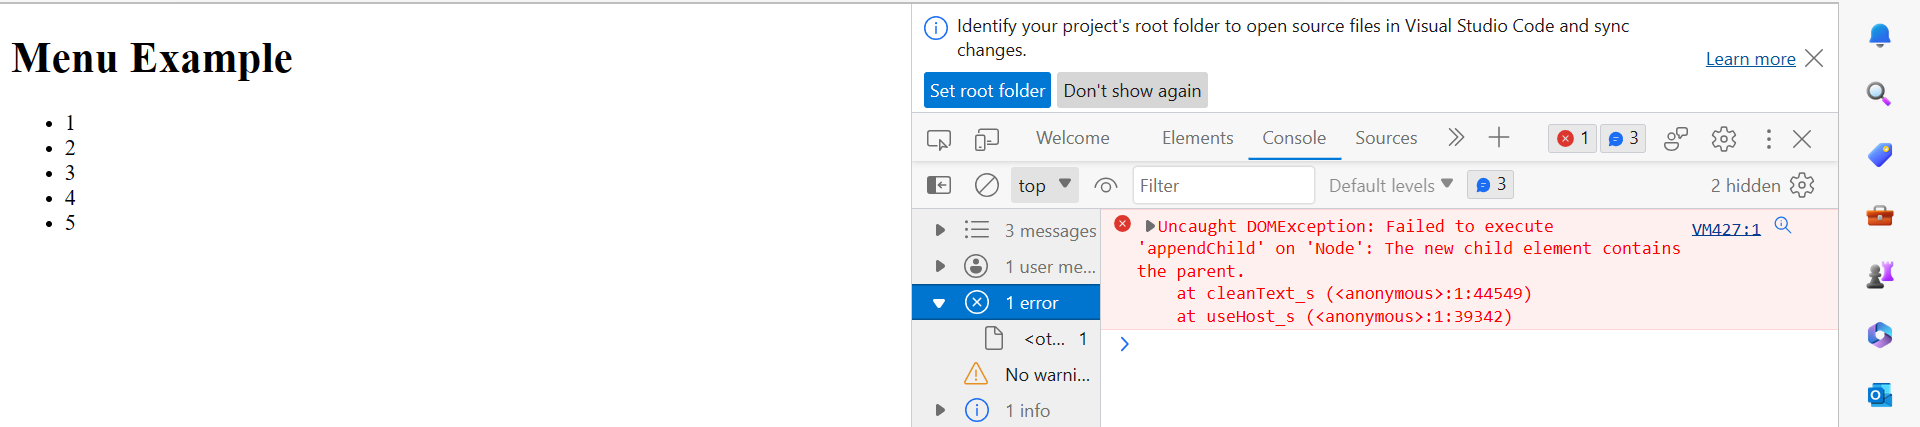 Menu Example
1
2
3
4
5
Identify your project's root folder to open source files in Visual Studio Code and sync
changes.
Learn more
Set root folder Don't show again
Welcome Elements Console Sources 1 3
top Filter Default levels 3 2 hidden
3 messages
1 user me...
1 error
<ot... 1
No warni...
1 info
Uncaught DOMException: Failed to execute VM427:1
'appendChild' on 'Node': The new child element contains
the parent.
at cleanText_s (<anonymous>:1:44549)
at useHost_s (<anonymous>:1:39342)